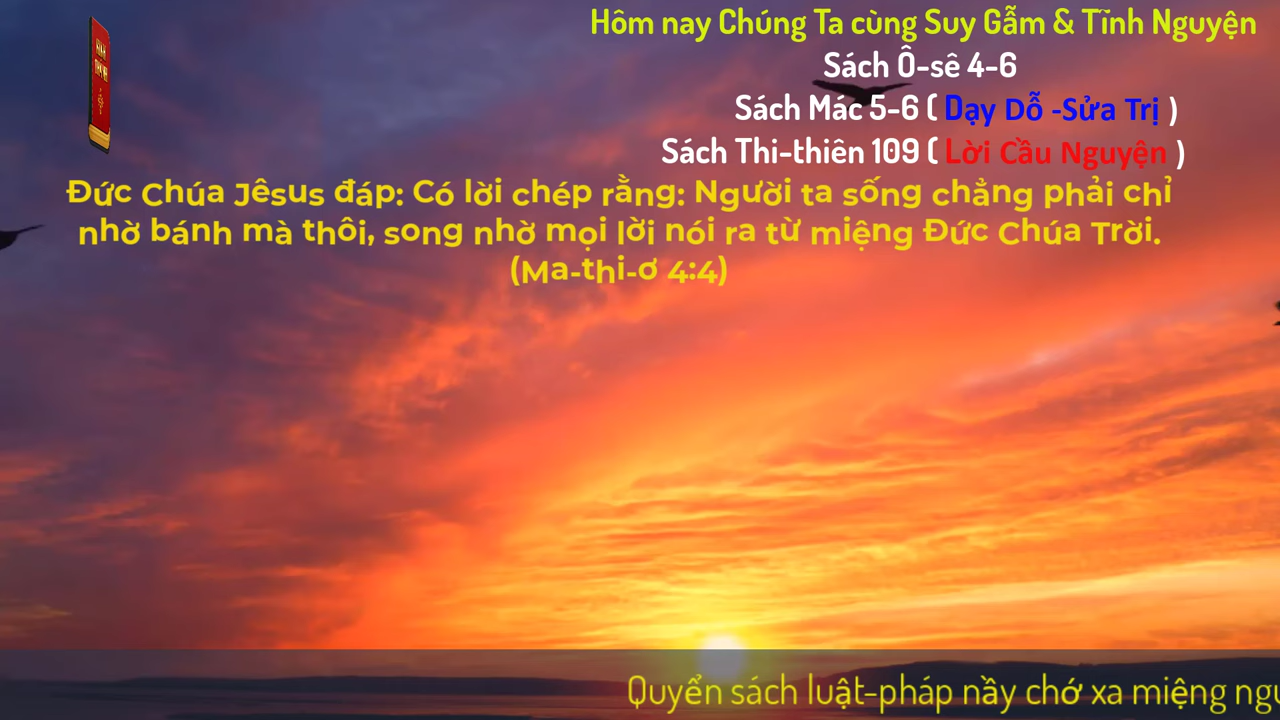 Hôm nay Chúng Ta cùng Suy Gẫm & Tĩnh Nguyện
Sách Ô-sê 4-6
Sách Mác 5-6 ( Dạy Dỗ -Sửa Trị )
Sách Thi-thiên 109 ( Lời Cầu Nguyện )
Đức Chúa Jêsus đáp: Có lời chép rằng: Người ta sống chẳng phải chỉ
nhờ bánh mà thôi, song nhờ mọi lời nói ra từ miệng Đức Chúa Trời.
(Ma-thi-ơ 4:4)
Quyển sách luật-pháp nầy chớ xa miệng